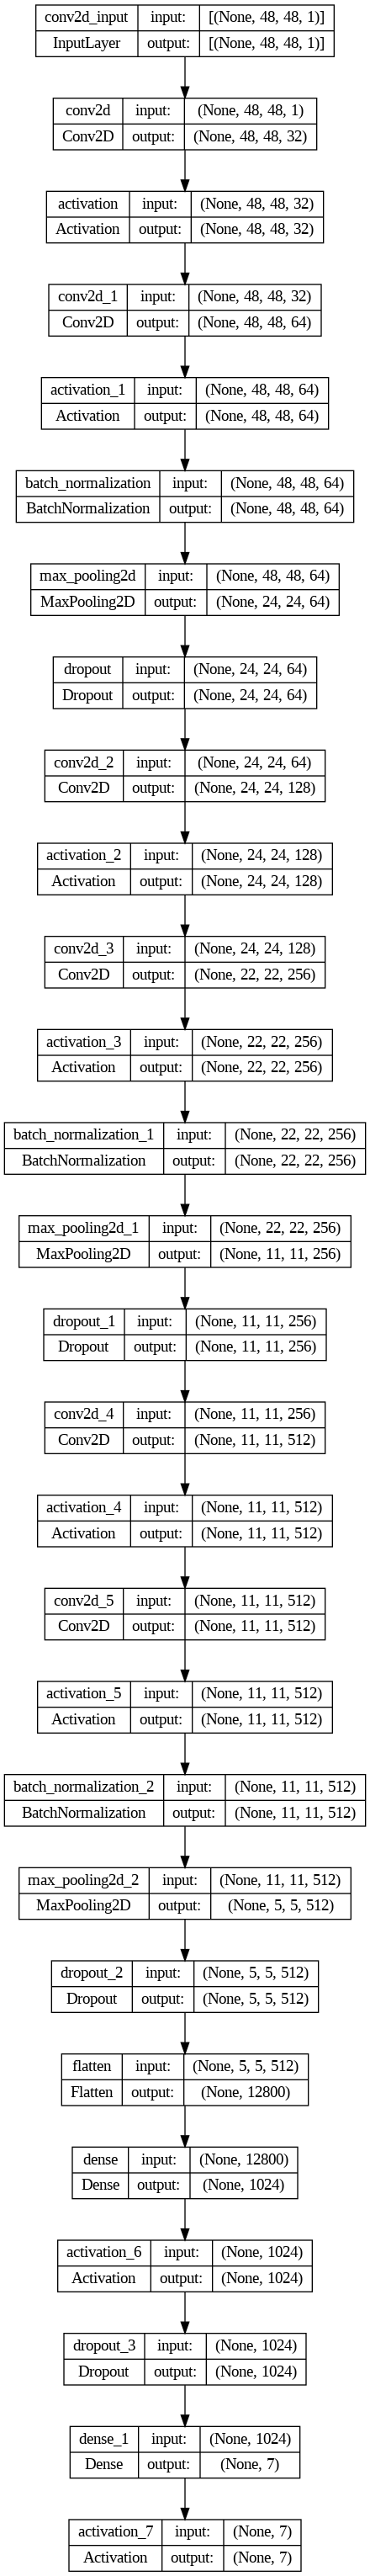 conv2d_input input: [(None, 48, 48, 1)]
InputLayer output: [(None, 48, 48, 1)]
conv2d input: (None, 48, 48, 1)
Conv2D output: (None, 48, 48, 32)
activation input: (None, 48, 48, 32)
Activation output: (None, 48, 48, 32)
conv2d_1 input: (None, 48, 48, 32)
Conv2D output: (None, 48, 48, 64)
activation_1 input: (None, 48, 48, 64)
Activation output: (None, 48, 48, 64)
batch_normalization input: (None, 48, 48, 64)
BatchNormalization output: (None, 48, 48, 64)
max_pooling2d input: (None, 48, 48, 64)
MaxPooling2D output: (None, 24, 24, 64)
dropout input: (None, 24, 24, 64)
Dropout output: (None, 24, 24, 64)
conv2d_2 input: (None, 24, 24, 64)
Conv2D output: (None, 24, 24, 128)
activation_2 input: (None, 24, 24, 128)
Activation output: (None, 24, 24, 128)
conv2d_3 input: (None, 24, 24, 128)
Conv2D output: (None, 22, 22, 256)
activation_3 input: (None, 22, 22, 256)
Activation output: (None, 22, 22, 256)
batch_normalization_1 input: (None, 22, 22, 256)
BatchNormalization output: (None, 22, 22, 256)
max_pooling2d_1 input: (None, 22, 22, 256)
MaxPooling2D output: (None, 11, 11, 256)
dropout_1 input: (None, 11, 11, 256)
Dropout output: (None, 11, 11, 256)
conv2d_4 input: (None, 11, 11, 256)
Conv2D output: (None, 11, 11, 512)
activation_4 input: (None, 11, 11, 512)
Activation output: (None, 11, 11, 512)
conv2d_5 input: (None, 11, 11, 512)
Conv2D output: (None, 11, 11, 512)
activation_5 input: (None, 11, 11, 512)
Activation output: (None, 11, 11, 512)
batch_normalization_2 input: (None, 11, 11, 512)
BatchNormalization output: (None, 11, 11, 512)
max_pooling2d_2 input: (None, 11, 11, 512)
MaxPooling2D output: (None, 5, 5, 512)
dropout_2 input: (None, 5, 5, 512)
Dropout output: (None, 5, 5, 512)
flatten input: (None, 5, 5, 512)
Flatten output: (None, 12800)
dense input: (None, 12800)
Dense output: (None, 1024)
activation_6 input: (None, 1024)
Activation output: (None, 1024)
dropout_3 input: (None, 1024)
Dropout output: (None, 1024)
dense_1 input: (None, 1024)
Dense output: (None, 7)
activation_7 input: (None, 7)
Activation output: (None, 7)